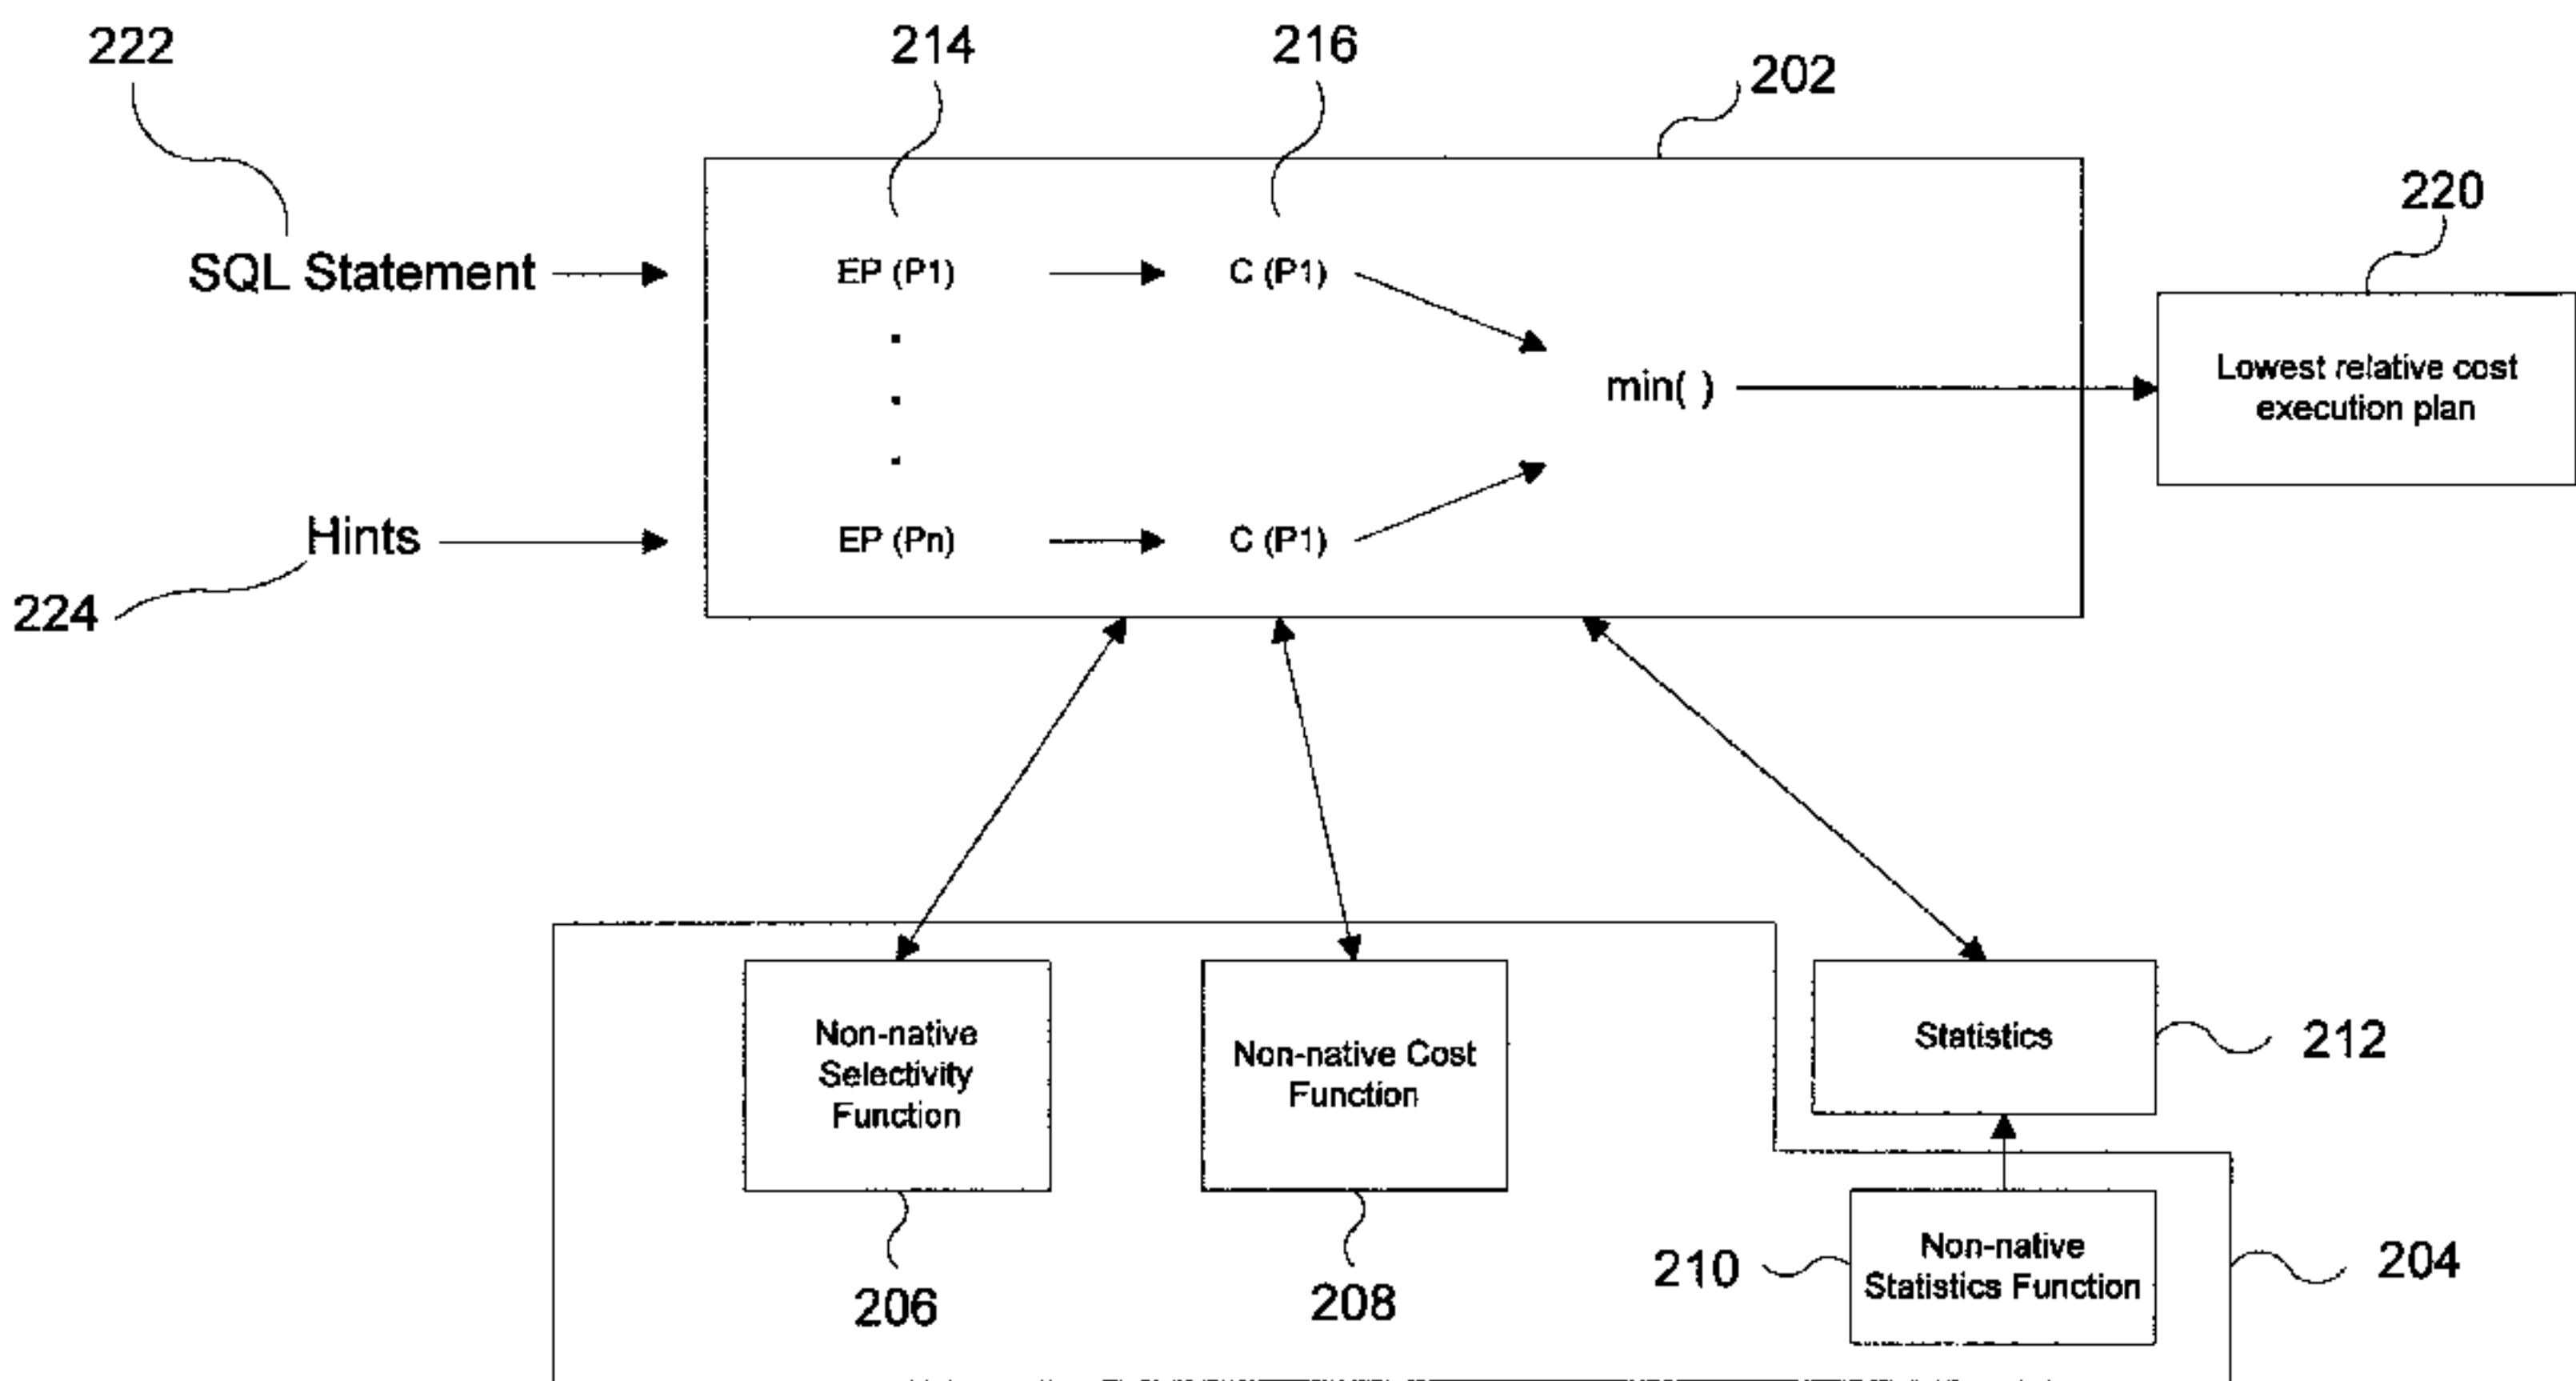 222
214
216
202
220
SQL Statement
EP (P1)
C (P1)
.
.
.
min( )
Lowest relative cost
execution plan
Hints
EP (Pn)
C (P1)
224
Non-native
Selectivity
Function
Non-native Cost
Function
Statistics
212
206
208
210
Non-native
Statistics Function
204